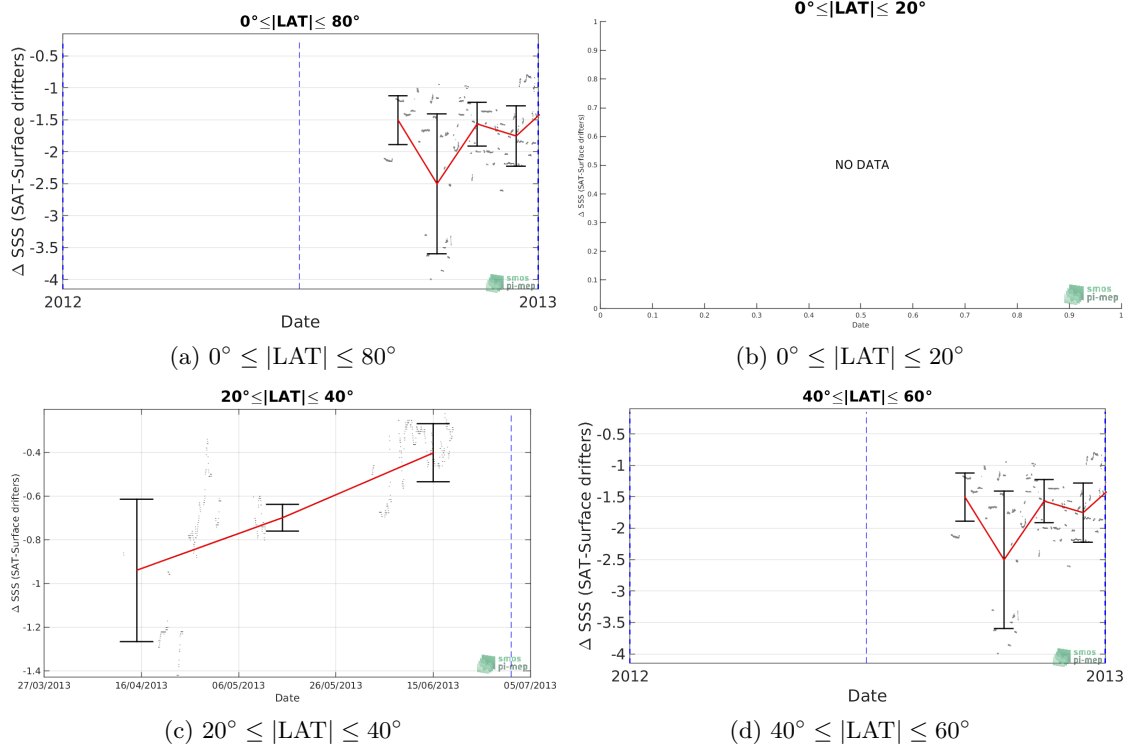 0°≤|LAT|≤ 80°
Δ SSS (SAT-Surface drifters)
-0.5
-1
-1.5
-2
-2.5
-3
-3.5
-4
2012
2013
Date
smos
pi-mep
(a) 0° ≤ |LAT| ≤ 80°
0°≤|LAT|≤ 20°
Δ SSS (SAT-Surface drifters)
1
0.9
0.8
0.7
0.6
0.5
0.4
0.3
0.2
0.1
0
NO DATA
0
0.1
0.2
0.3
0.4
0.5
0.6
0.7
0.8
0.9
1
Date
smos
pi-mep
(b) 0° ≤ |LAT| ≤ 20°
20°≤|LAT|≤ 40°
Δ SSS (SAT-Surface drifters)
-0.4
-0.6
-0.8
-1
-1.2
-1.4
27/03/2013
16/04/2013
06/05/2013
26/05/2013
15/06/2013
05/07/2013
Date
smos
pi-mep
(c) 20° ≤ |LAT| ≤ 40°
40°≤|LAT|≤ 60°
Δ SSS (SAT-Surface drifters)
-0.5
-1
-1.5
-2
-2.5
-3
-3.5
-4
2012
2013
Date
smos
pi-mep
(d) 40° ≤ |LAT| ≤ 60°